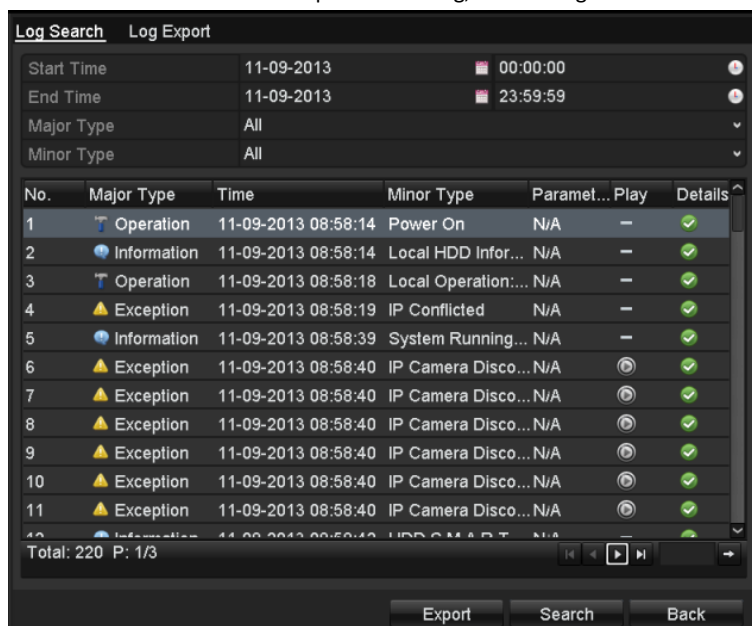 Log Search Log Export
Start Time 11-09-2013 00:00:00
End Time 11-09-2013 23:59:59
Major Type All
Minor Type All
No. Major Type Time Minor Type Paramet... Play Details
1 Operation 11-09-2013 08:58:14 Power On N/A –
2 Information 11-09-2013 08:58:14 Local HDD Infor... N/A –
3 Operation 11-09-2013 08:58:18 Local Operation:... N/A –
4 Exception 11-09-2013 08:58:19 IP Conflicted N/A –
5 Information 11-09-2013 08:58:39 System Running... N/A –
6 Exception 11-09-2013 08:58:40 IP Camera Disco... N/A
7 Exception 11-09-2013 08:58:40 IP Camera Disco... N/A
8 Exception 11-09-2013 08:58:40 IP Camera Disco... N/A
9 Exception 11-09-2013 08:58:40 IP Camera Disco... N/A
10 Exception 11-09-2013 08:58:40 IP Camera Disco... N/A
11 Exception 11-09-2013 08:58:40 IP Camera Disco... N/A
Total: 220 P: 1/3
Export Search Back